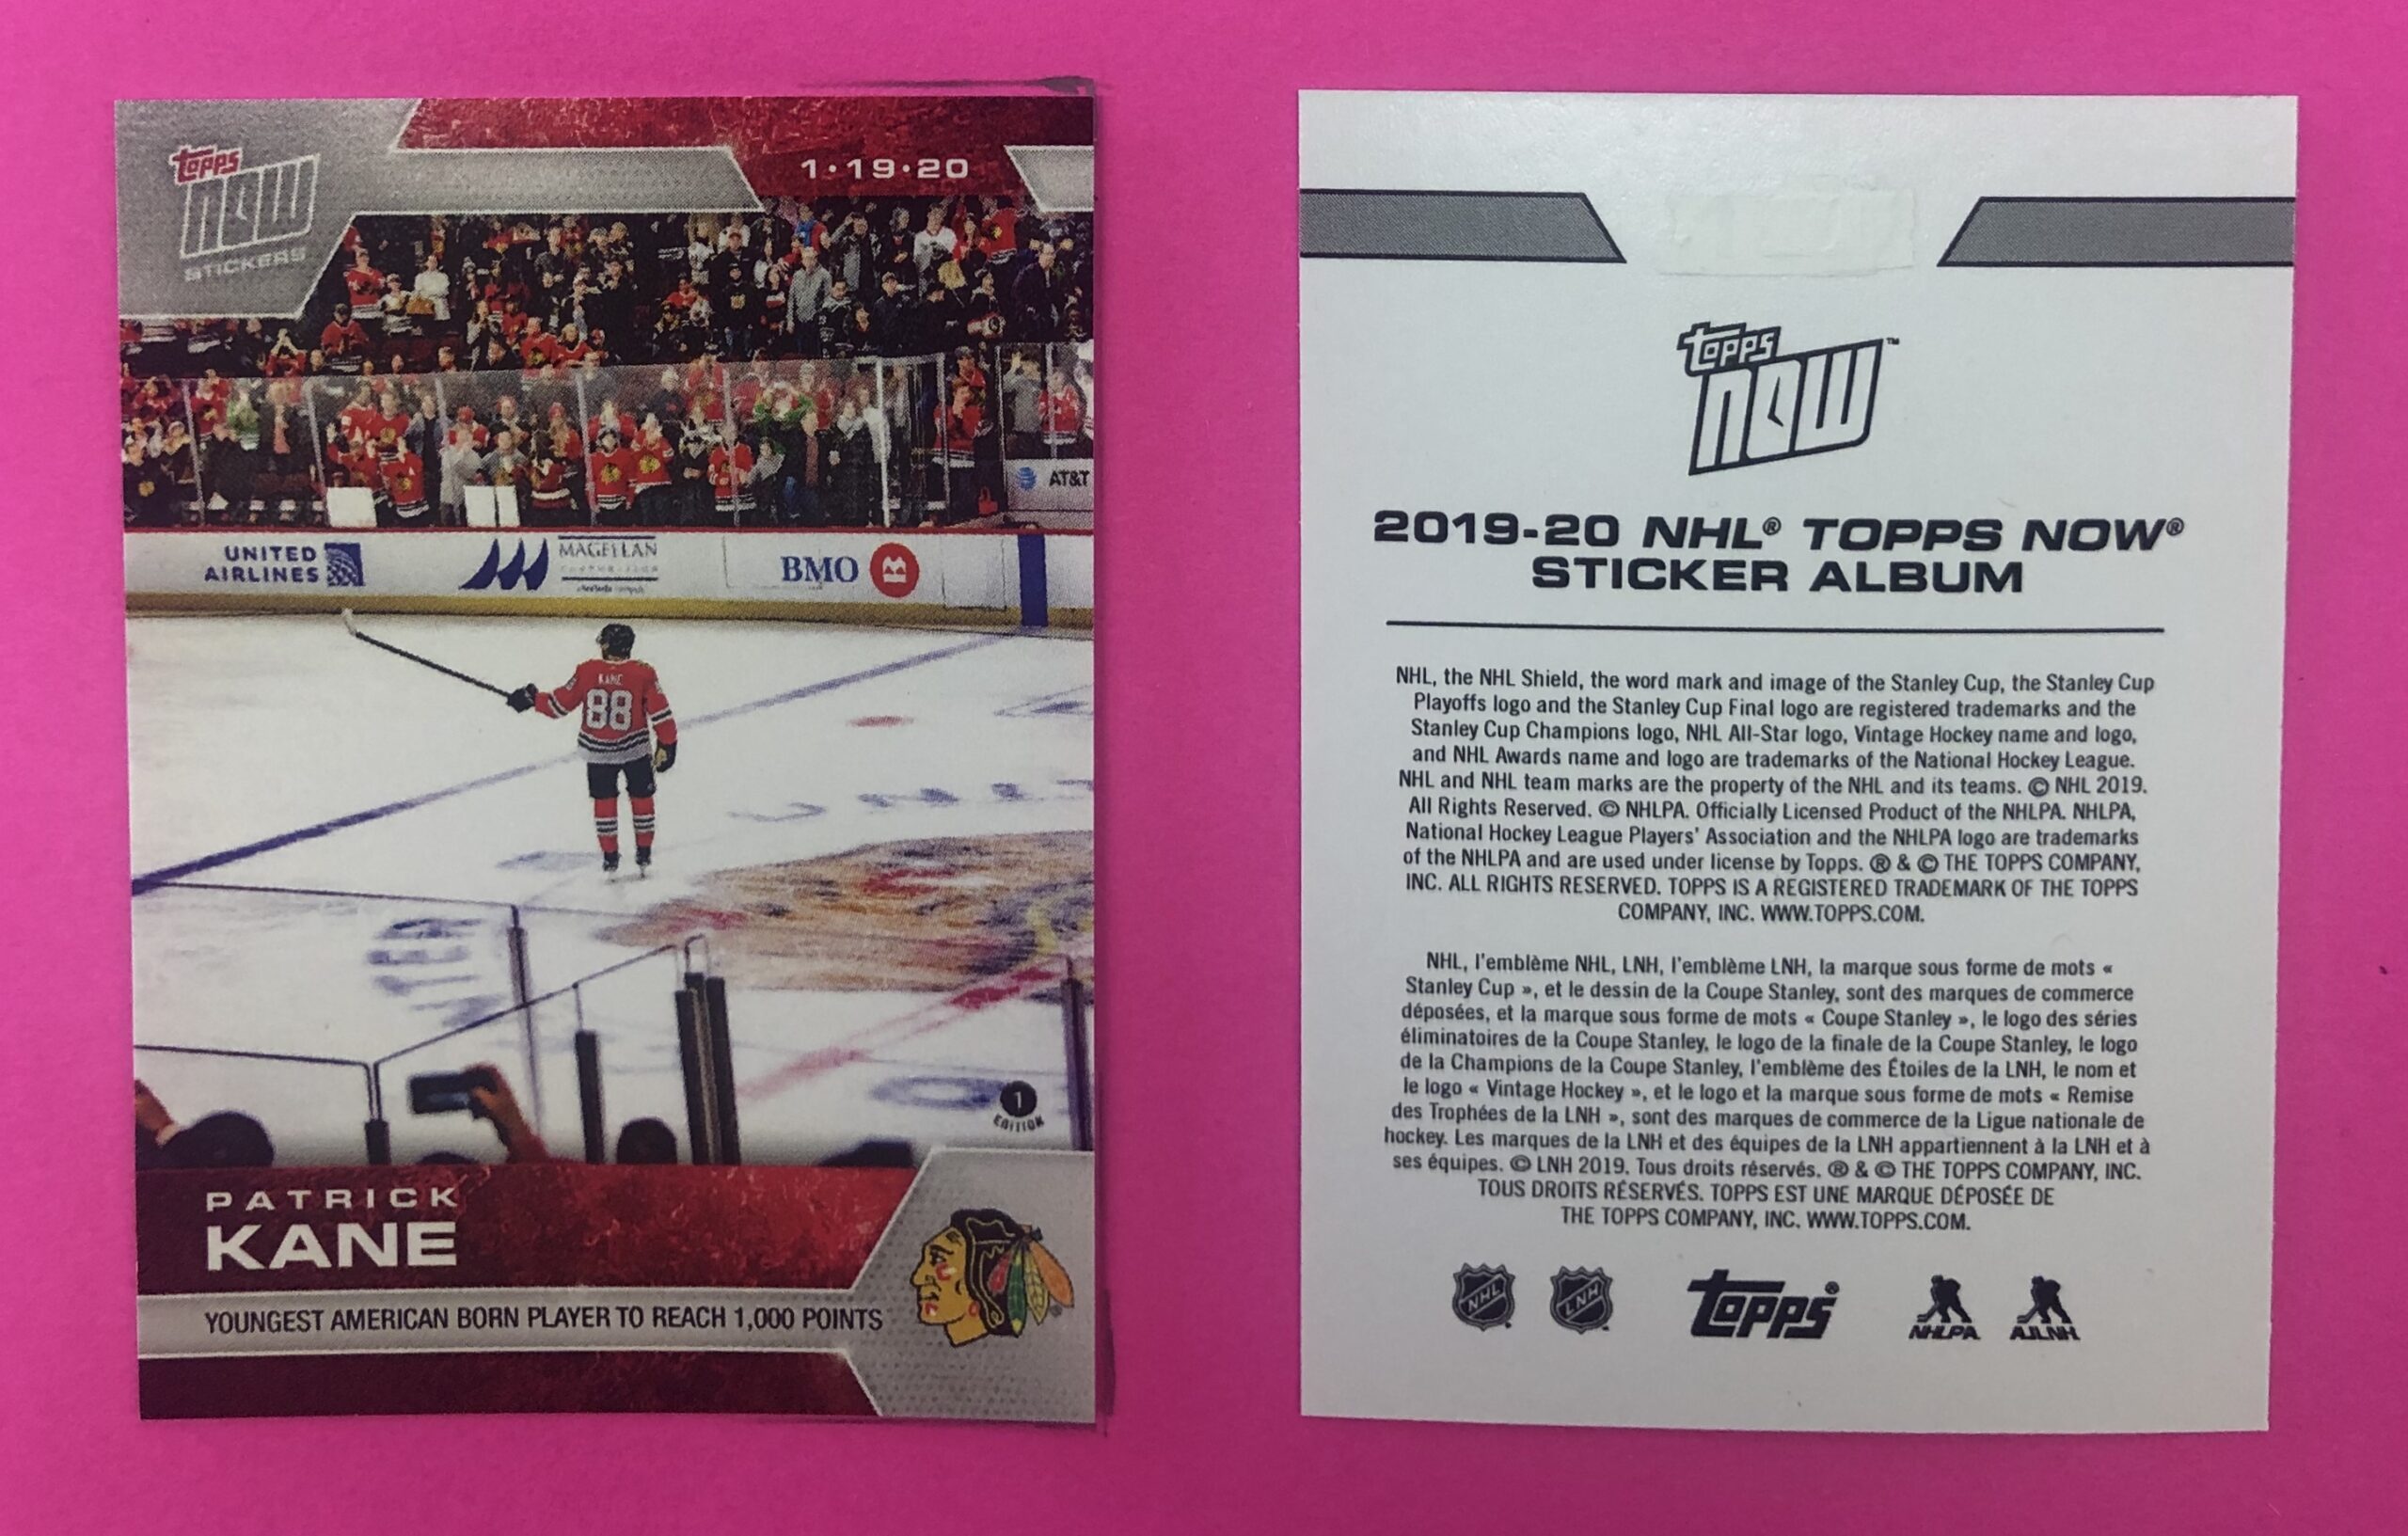 topps
NOW
STICKERS
1•19•20
AT&T
UNITED
AIRLINES
MAGELLAN
BMO
KANE
88
1
EDITION
PATRICK
KANE
YOUNGEST AMERICAN BORN PLAYER TO REACH 1,000 POINTS
topps
NOW™
2019-20 NHL® TOPPS NOW®
STICKER ALBUM
NHL, the NHL Shield, the word mark and image of the Stanley Cup, the Stanley Cup
Playoffs logo and the Stanley Cup Final logo are registered trademarks and the
Stanley Cup Champions logo, NHL All-Star logo, Vintage Hockey name and logo,
and NHL Awards name and logo are trademarks of the National Hockey League.
NHL and NHL team marks are the property of the NHL and its teams. © NHL 2019.
All Rights Reserved. © NHLPA. Officially Licensed Product of the NHLPA. NHLPA,
National Hockey League Players' Association and the NHLPA logo are trademarks
of the NHLPA and are used under license by Topps. ® & © THE TOPPS COMPANY,
INC. ALL RIGHTS RESERVED. TOPPS IS A REGISTERED TRADEMARK OF THE TOPPS
COMPANY, INC. WWW.TOPPS.COM.
NHL, l'emblème NHL, LNH, l'emblème LNH, la marque sous forme de mots «
Stanley Cup », et le dessin de la Coupe Stanley, sont des marques de commerce
déposées, et la marque sous forme de mots « Coupe Stanley », le logo des séries
éliminatoires de la Coupe Stanley, le logo de la finale de la Coupe Stanley, le logo
de la Champions de la Coupe Stanley, l'emblème des Étoiles de la LNH, le nom et
le logo « Vintage Hockey », et le logo et la marque sous forme de mots « Remise
des Trophées de la LNH », sont des marques de commerce de la Ligue nationale de
hockey. Les marques de la LNH et des équipes de la LNH appartiennent à la LNH et à
ses équipes. © LNH 2019. Tous droits réservés. ® & © THE TOPPS COMPANY, INC.
TOUS DROITS RÉSERVÉS. TOPPS EST UNE MARQUE DÉPOSÉE DE
THE TOPPS COMPANY, INC. WWW.TOPPS.COM.
NHL LNH topps® NHLPA AJLNH